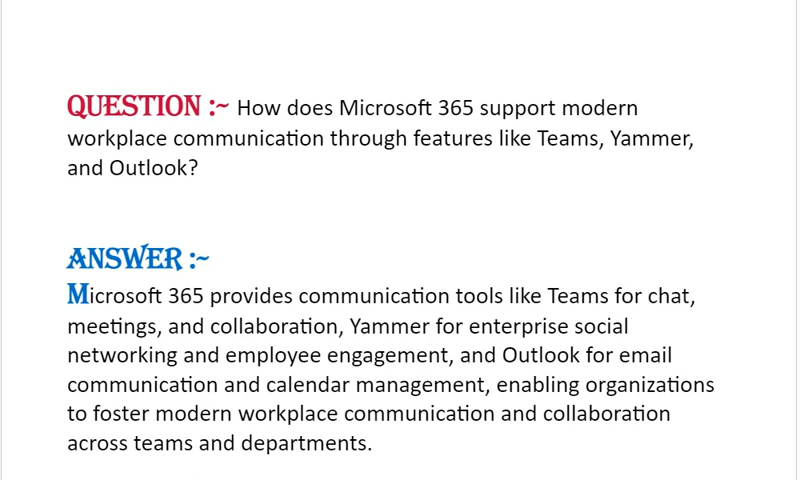 QUESTION :~ How does Microsoft 365 support modern
workplace communication through features like Teams, Yammer,
and Outlook?
ANSWER :~
Microsoft 365 provides communication tools like Teams for chat,
meetings, and collaboration, Yammer for enterprise social
networking and employee engagement, and Outlook for email
communication and calendar management, enabling organizations
to foster modern workplace communication and collaboration
across teams and departments.